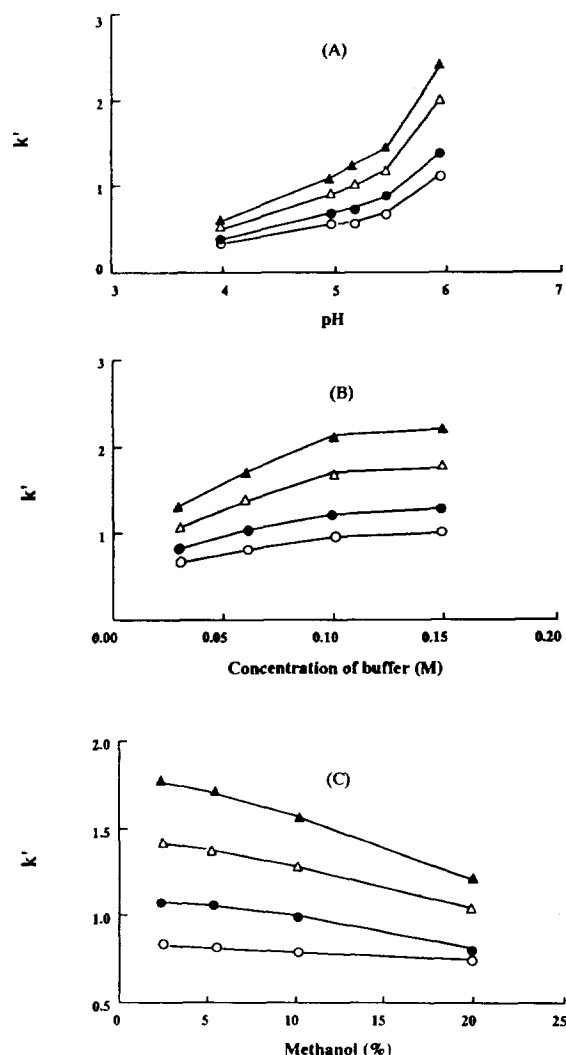 3
(A)
2
k'
1
0
3 4 5 6 7
pH
3
(B)
2
k'
1
0.00 0.05 0.10 0.15 0.20
Concentration of buffer (M)
2.0
(C)
k'
1.5
1.0
0.5
0 5 10 15 20 25
Methanol (%)